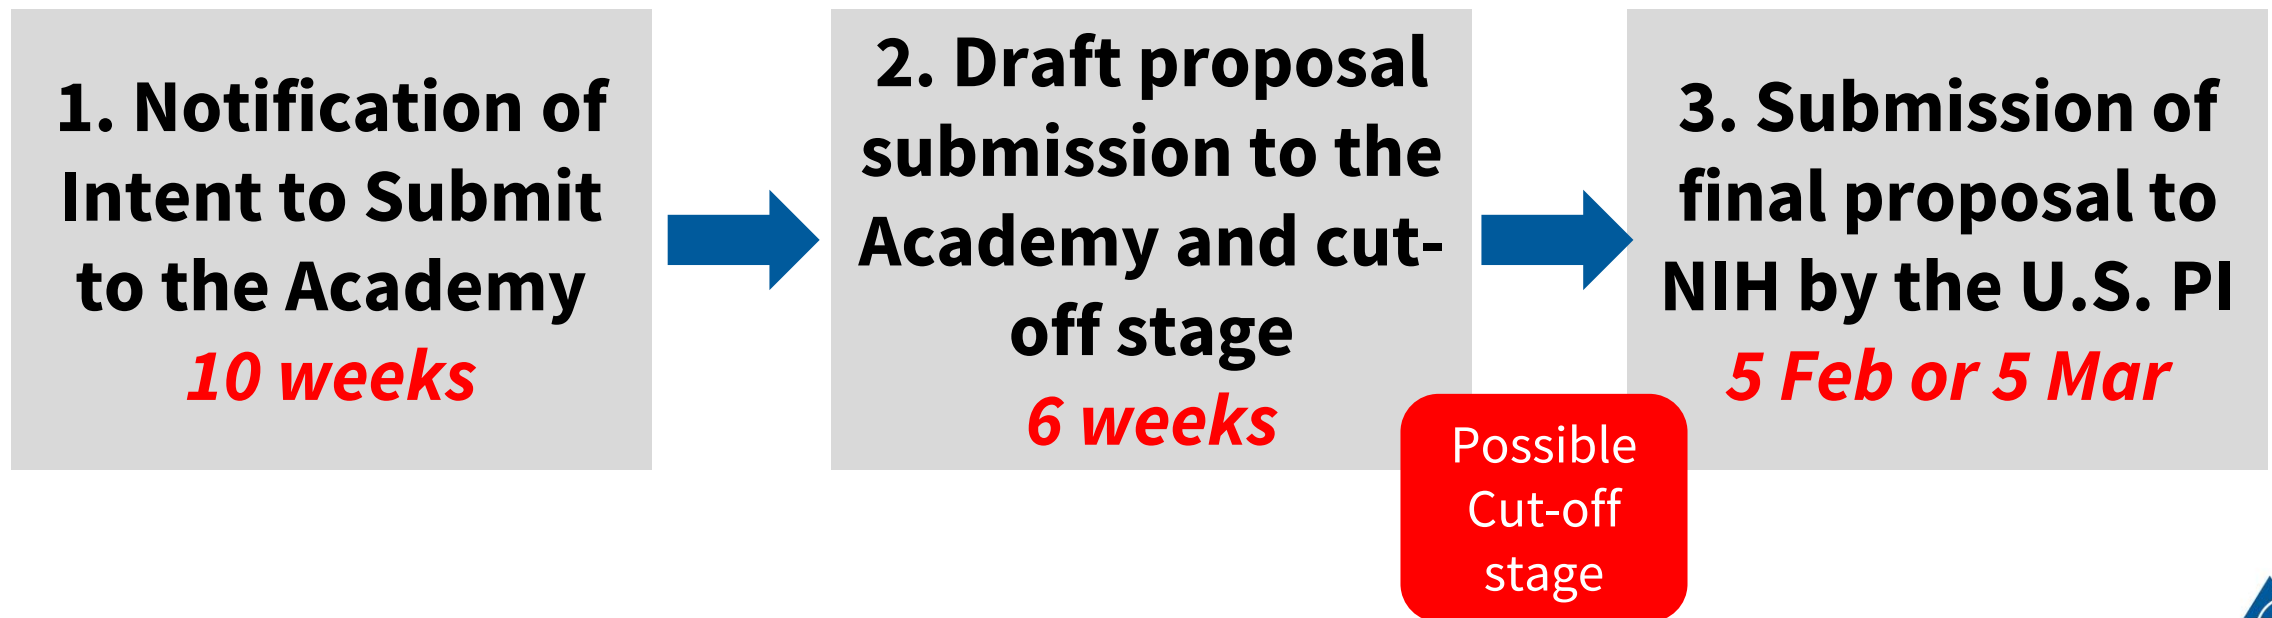 1. Notification of
Intent to Submit
to the Academy
10 weeks
2. Draft proposal
submission to the
Academy and cut-
off stage
6 weeks
3. Submission of
final proposal to
NIH by the U.S. PI
5 Feb or 5 Mar
Possible
Cut-off
stage